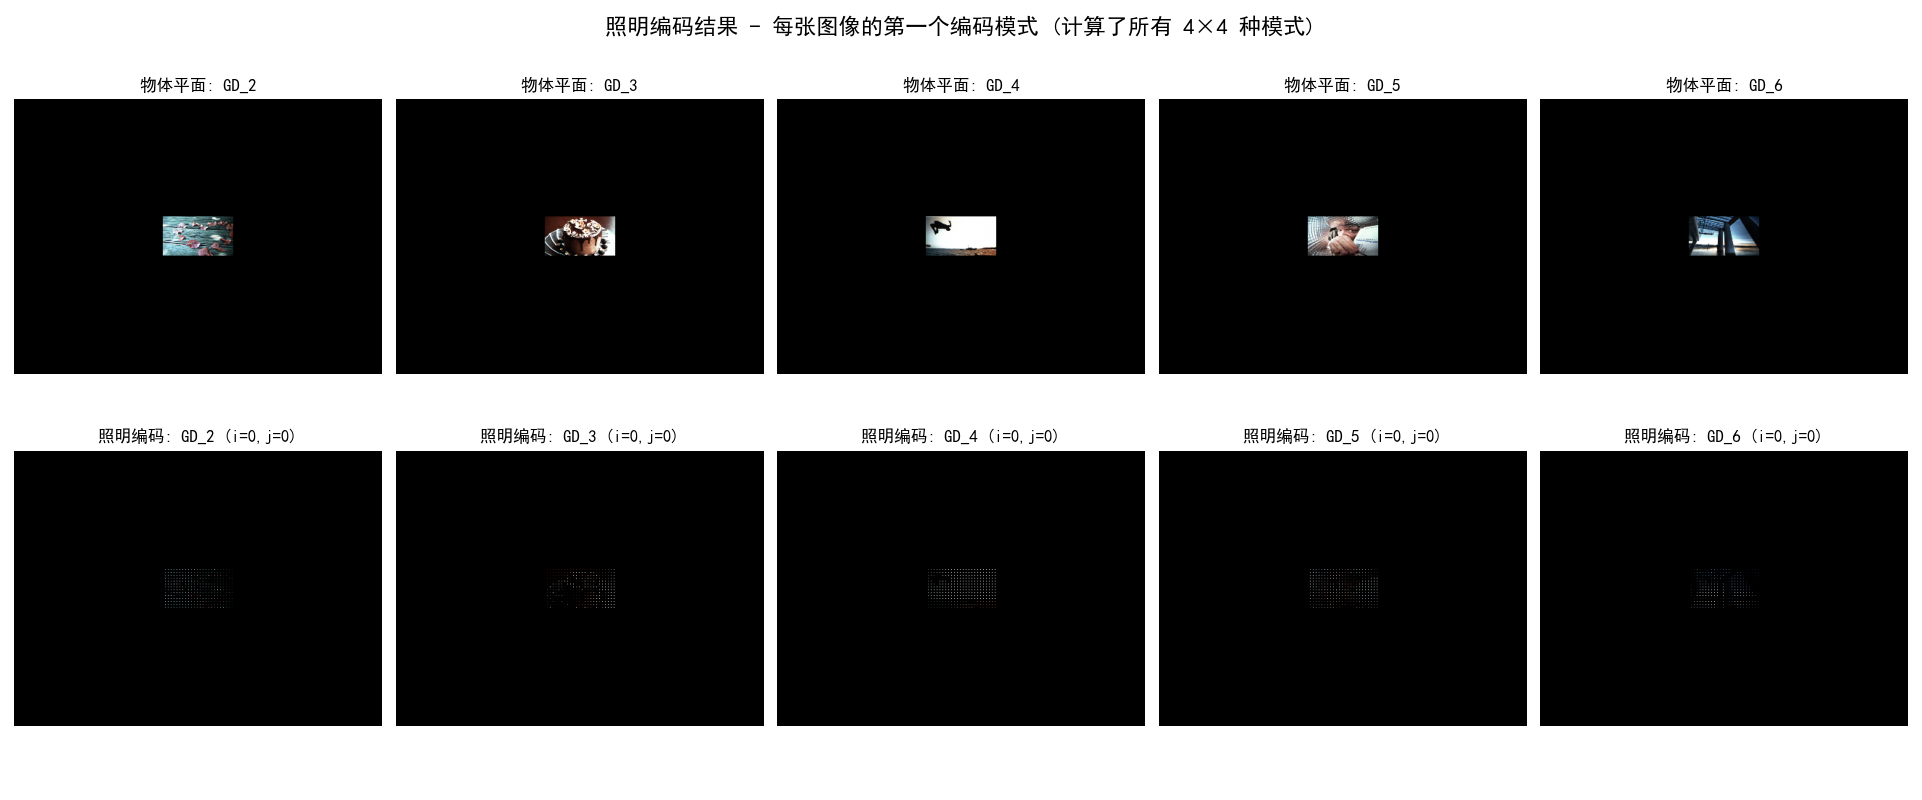 照明编码结果 - 每张图像的第一个编码模式 (计算了所有 4×4 种模式)
物体平面: GD_2
物体平面: GD_3
物体平面: GD_4
物体平面: GD_5
物体平面: GD_6
照明编码: GD_2 (i=0,j=0)
照明编码: GD_3 (i=0,j=0)
照明编码: GD_4 (i=0,j=0)
照明编码: GD_5 (i=0,j=0)
照明编码: GD_6 (i=0,j=0)